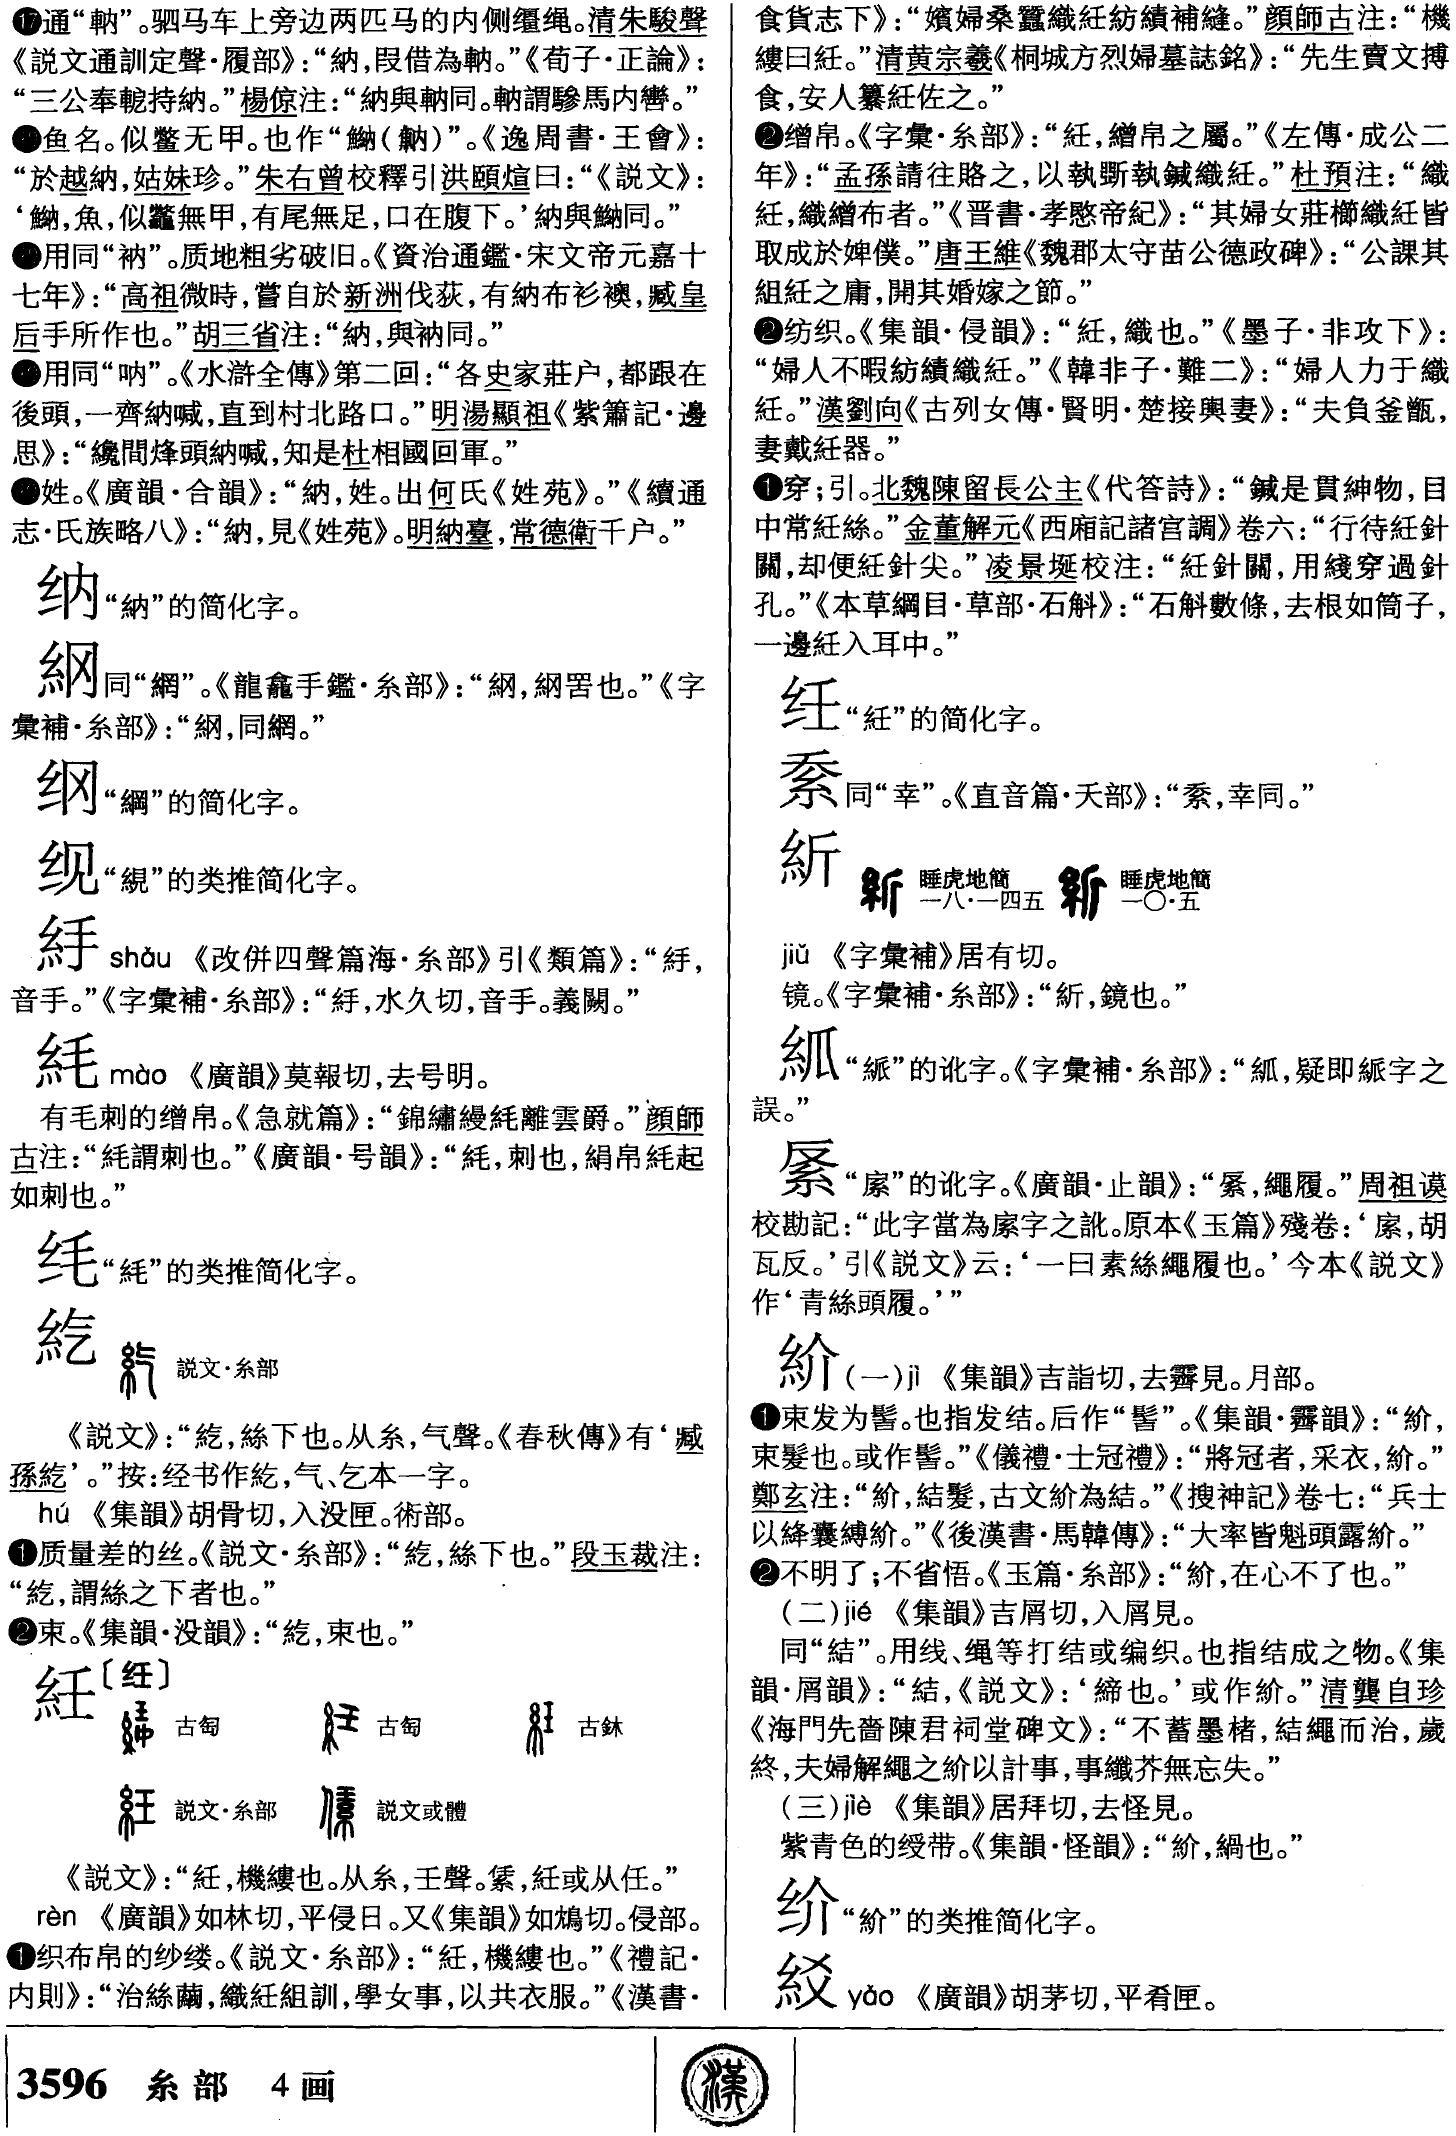 ⓱通“軜”。驷马车上旁边两匹马的内侧缰绳。清朱駿聲
《説文通訓定聲·履部》：“納，叚借為軜。”《荀子·正論》：
“三公奉軶持納。”楊倞注：“納與軜同。軜謂驂馬内轡。”
鱼名。似鳖无甲。也作“魶(䱹)”。《逸周書·王會》：
“於越納，姑妹珍。”朱右曾校釋引洪頤煊曰：“《説文》：
‘魶，魚，似鼈無甲，有尾無足，口在腹下。’納與魶同。”
用同“衲”。质地粗劣破旧。《資治通鑑·宋文帝元嘉十
七年》：“高祖微時，嘗自於新洲伐荻，有納布衫襖，臧皇
后手所作也。”胡三省注：“納，與衲同。”
用同“呐”。《水滸全傳》第二回：“各史家莊户，都跟在
後頭，一齊納喊，直到村北路口。”明湯顯祖《紫簫記·邊
思》：“纔聞烽頭納喊，知是杜相國回軍。”
姓。《廣韻·合韻》：“納，姓。出何氏《姓苑》。”《續通
志·氏族略八》：“納，見《姓苑》。明納臺，常德衛千户。”
纳“納”的简化字。
䋄同“網”。《龍龕手鑑·糸部》：“䋄，䋄罟也。”《字
彙補·糸部》：“䋄，同網。”
纲“綱”的简化字。
“䋨”的类推简化字。
shǎu 《改併四聲篇海·糸部》引《類篇》：“紆，
音手。”《字彙補·糸部》：“，水久切，音手。義闕。”
紌 mào 《廣韻》莫報切，去号明。
有毛刺的缯帛。《急就篇》：“錦繡縵䋃離雲爵。”顔師
古注：“䋃謂刺也。”《廣韻·号韻》：“䋃，刺也，絹帛䋃起
如刺也。”
“䋃”的类推简化字。
䊠 説文·糸部
《説文》：“䊠，絲下也。从糸，气聲。《春秋傳》有‘臧
孫䊠’。”按：经书作紇，气、乞本一字。
hú 《集韻》胡骨切，入没匣。術部。
❶质量差的丝。《説文·糸部》：“䊠，絲下也。”段玉裁注：
“䊠，謂絲之下者也。”
❷束。《集韻·没韻》：“䊠，束也。”
紝〔纴〕
古匋 古匋 古鉨
説文·糸部 説文或體
《説文》：“紝，機縷也。从糸，壬聲。𦀽，紝或从任。”
rèn 《廣韻》如林切，平侵日。又《集韻》如鴆切。侵部。
❶织布帛的纱缕。《説文·糸部》：“紝，機縷也。”《禮記·
内則》：“治絲繭，織紝組訓，學女事，以共衣服。”《漢書·
食貨志下》：“嬪婦桑蠶織紝紡績補縫。”顔師古注：“機
縷曰紝。”清黄宗羲《桐城方烈婦墓誌銘》：“先生賣文搏
食，安人纂紝佐之。”
❷缯帛。《字彙·糸部》：“紝，繒帛之屬。”《左傳·成公二
年》：“孟孫請往賂之，以執斲執鍼織紝。”杜預注：“織
紝，織繒布者。”《晋書·孝愍帝紀》：“其婦女莊櫛織紝皆
取成於婢僕。”唐王維《魏郡太守苗公德政碑》：“公課其
組紝之庸，開其婚嫁之節。”
❷纺织。《集韻·侵韻》：“紝，織也。”《墨子·非攻下》：
“婦人不暇紡績織紝。”《韓非子·難二》：“婦人力于織
紝。”漢劉向《古列女傳·賢明·楚接輿妻》：“夫負釜甑，
妻戴紝器。”
❶穿；引。北魏陳留長公主《代答詩》：“鍼是貫紳物，目
中常紝絲。”金董解元《西厢記諸宫調》卷六：“行待紝針
關，却便紝針尖。”凌景埏校注：“紝針關，用綫穿過針
孔。”《本草綱目·草部·石斛》：“石斛數條，去根如筒子，
一邊紝入耳中。”
纴“紝”的简化字。
同“幸”。《直音篇·夭部》：“，幸同。”
䊵 睡虎地簡 一八·一四五 睡虎地簡 一〇·五
jiǔ 《字彙補》居有切。
镜。《字彙補·糸部》：“，鏡也。”
“紙”的讹字。《字彙補·糸部》：“，疑即紙字之
誤。”
“䋀”的讹字。《廣韻·止韻》：“，繩履。”周祖谟
校勘記：“此字當為字之訛。原本《玉篇》殘卷：‘，胡
瓦反。’引《説文》云：‘一曰素絲繩履也。’今本《説文》
作‘青絲頭履。’”
紒(一)jì 《集韻》吉詣切，去霽見。月部。
❶束发为髻。也指发结。后作“髻”。《集韻·霽韻》：“紒，
束髮也。或作髻。”《儀禮·士冠禮》：“將冠者，采衣，紒。”
鄭玄注：“紒，結髮，古文紒為結。”《搜神記》卷七：“兵士
以絳囊縛紒。”《後漢書·馬韓傳》：“大率皆魁頭露紒。”
❷不明了；不省悟。《玉篇·糸部》：“紒，在心不了也。”
(二)jié 《集韻》吉屑切，入屑見。
同“結”。用线、绳等打结或编织。也指结成之物。《集
韻·屑韻》：“結，《説文》：‘締也。’或作紒。”清龔自珍
《海門先嗇陳君祠堂碑文》：“不蓄墨楮，結繩而治，歲
終，夫婦解繩之紒以計事，事纖芥無忘失。”
(三)jiè 《集韻》居拜切，去怪見。
紫青色的绶带。《集韻·怪韻》：“紒，緺也。”
“紒”的类推简化字。
䋂 yǎo 《廣韻》胡茅切，平肴匣。
3596 糸部 4画
漢